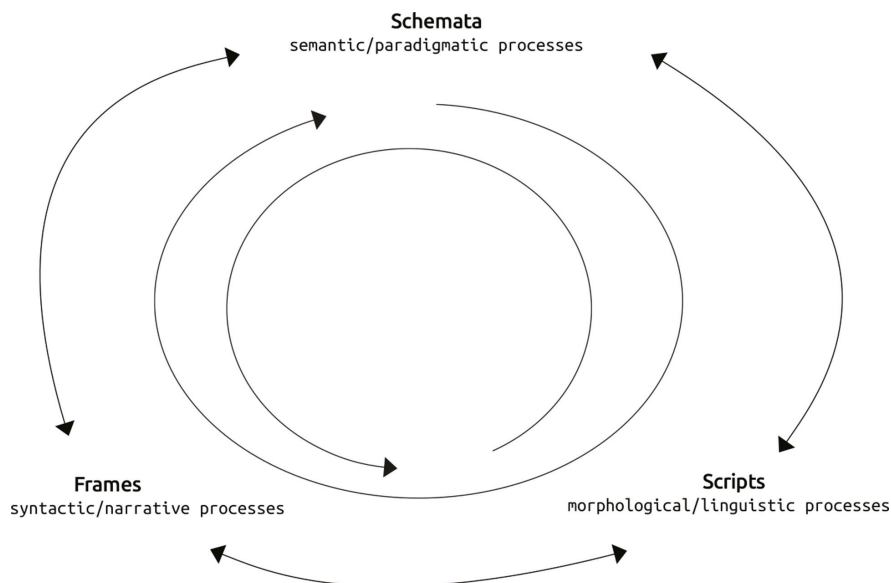 Schemata
semantic/paradigmatic processes
Frames
syntactic/narrative processes
Scripts
morphological/linguistic processes